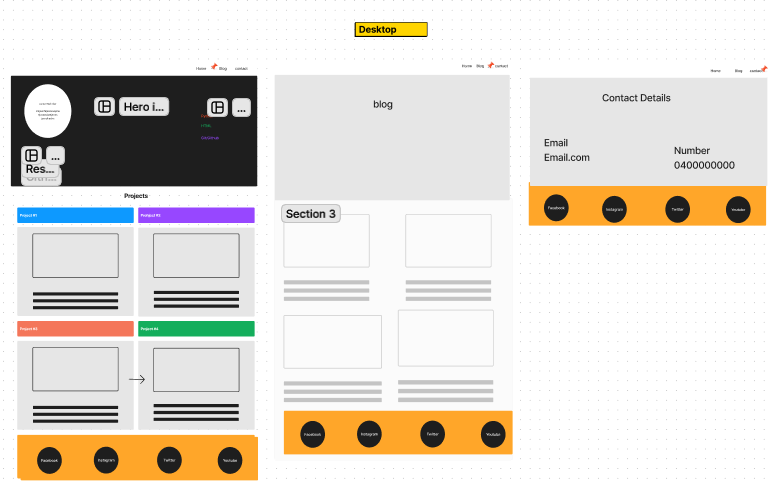 Desktop
Home Blog contact
Hero i...
...
HTML
...
Res...
Projects
Project #1
Project #2
Project #3
Project #4
Facebook
Instagram
Twitter
Youtube
Home Blog contact
blog
Section 3
Facebook
Instagram
Twitter
Youtube
Home Blog contact
Contact Details
Email
Email.com
Number
0400000000
Facebook
Instagram
Twitter
Youtube